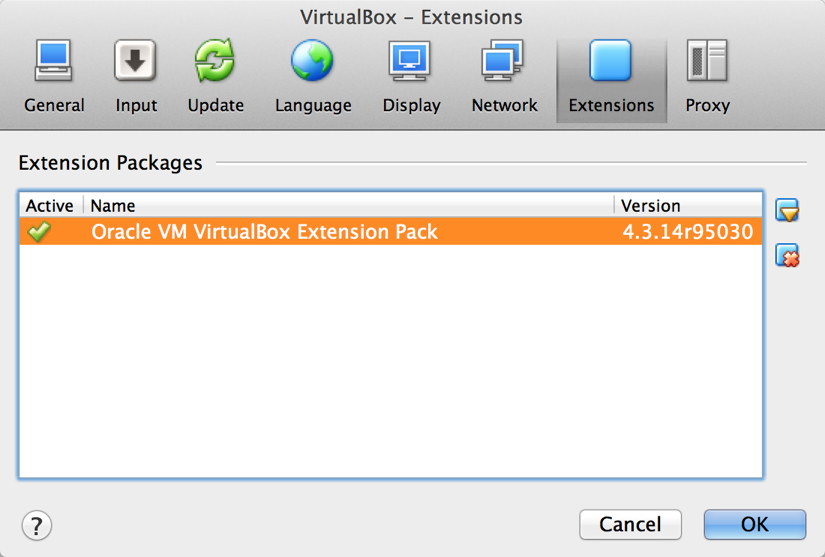 VirtualBox – Extensions
General Input Update Language Display Network Extensions Proxy
Extension Packages
Active Name Version
Oracle VM VirtualBox Extension Pack 4.3.14r95030
? Cancel OK